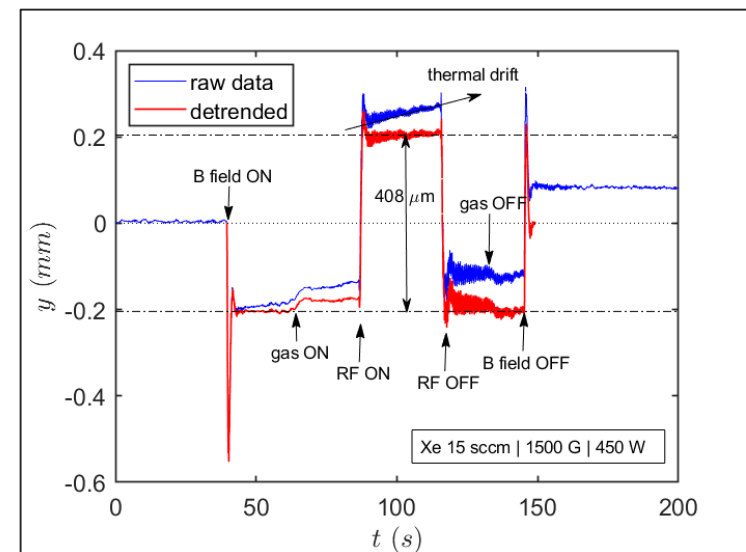 raw data
detrended
thermal drift
B field ON
408 μm
gas OFF
gas ON
RF ON
RF OFF
B field OFF
Xe 15 sccm | 1500 G | 450 W
0.4
0.2
0
-0.2
-0.4
-0.6
y (mm)
0
50
100
150
200
t (s)